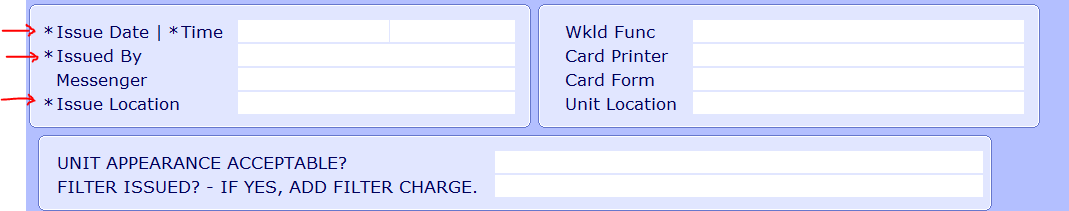 *Issue Date | *Time
*Issued By
Messenger
*Issue Location
Wkld Func
Card Printer
Card Form
Unit Location
UNIT APPEARANCE ACCEPTABLE?
FILTER ISSUED? - IF YES, ADD FILTER CHARGE.